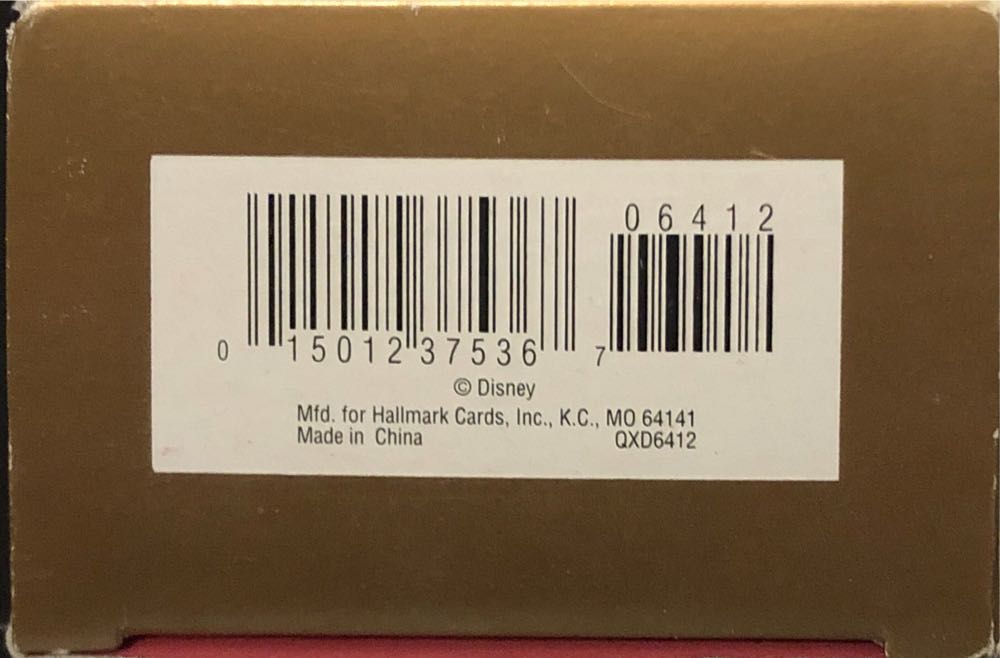 06412
0 15012 37536 7
© Disney
Mfd. for Hallmark Cards, Inc., K.C., MO 64141
Made in China QXD6412